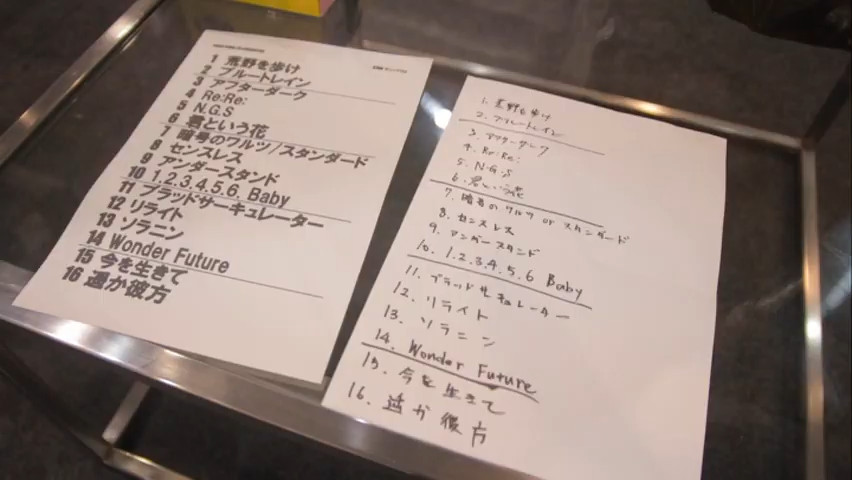 1 荒野を歩け
2 ブルートレイン
3 アフターダーク
4 Re:Re:
5 N.G.S
6 君という花
7 暗号のワルツ/スタンダード
8 センスレス
9 アンダースタンド
10 1.2.3.4.5.6. Baby
11 ブラッドサーキュレーター
12 リライト
13 ソラニン
14 Wonder Future
15 今を生きて
16 遥か彼方
1. 荒野を歩け
2. ブルートレイン
3. アフターダーク
4. Re:Re:
5. N.G.S
6. 君という花
7. 暗号のワルツ or スタンダード
8. センスレス
9. アンダースタンド
10. 1.2.3.4.5.6 Baby
11. ブラッドサーキュレーター
12. リライト
13. ソラニン
14. Wonder Future
15. 今を生きて
16. 遥か彼方